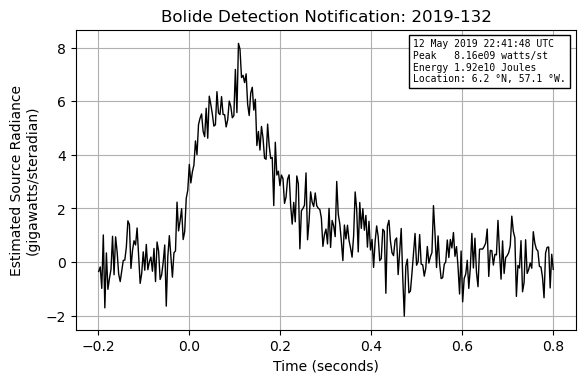 Bolide Detection Notification: 2019-132
12 May 2019 22:41:48 UTC
Peak   8.16e09 watts/st
Energy 1.92e10 Joules
Location: 6.2 °N, 57.1 °W.
Estimated Source Radiance
(gigawatts/steradian)
8
6
4
2
0
−2
−0.2 0.0 0.2 0.4 0.6 0.8
Time (seconds)